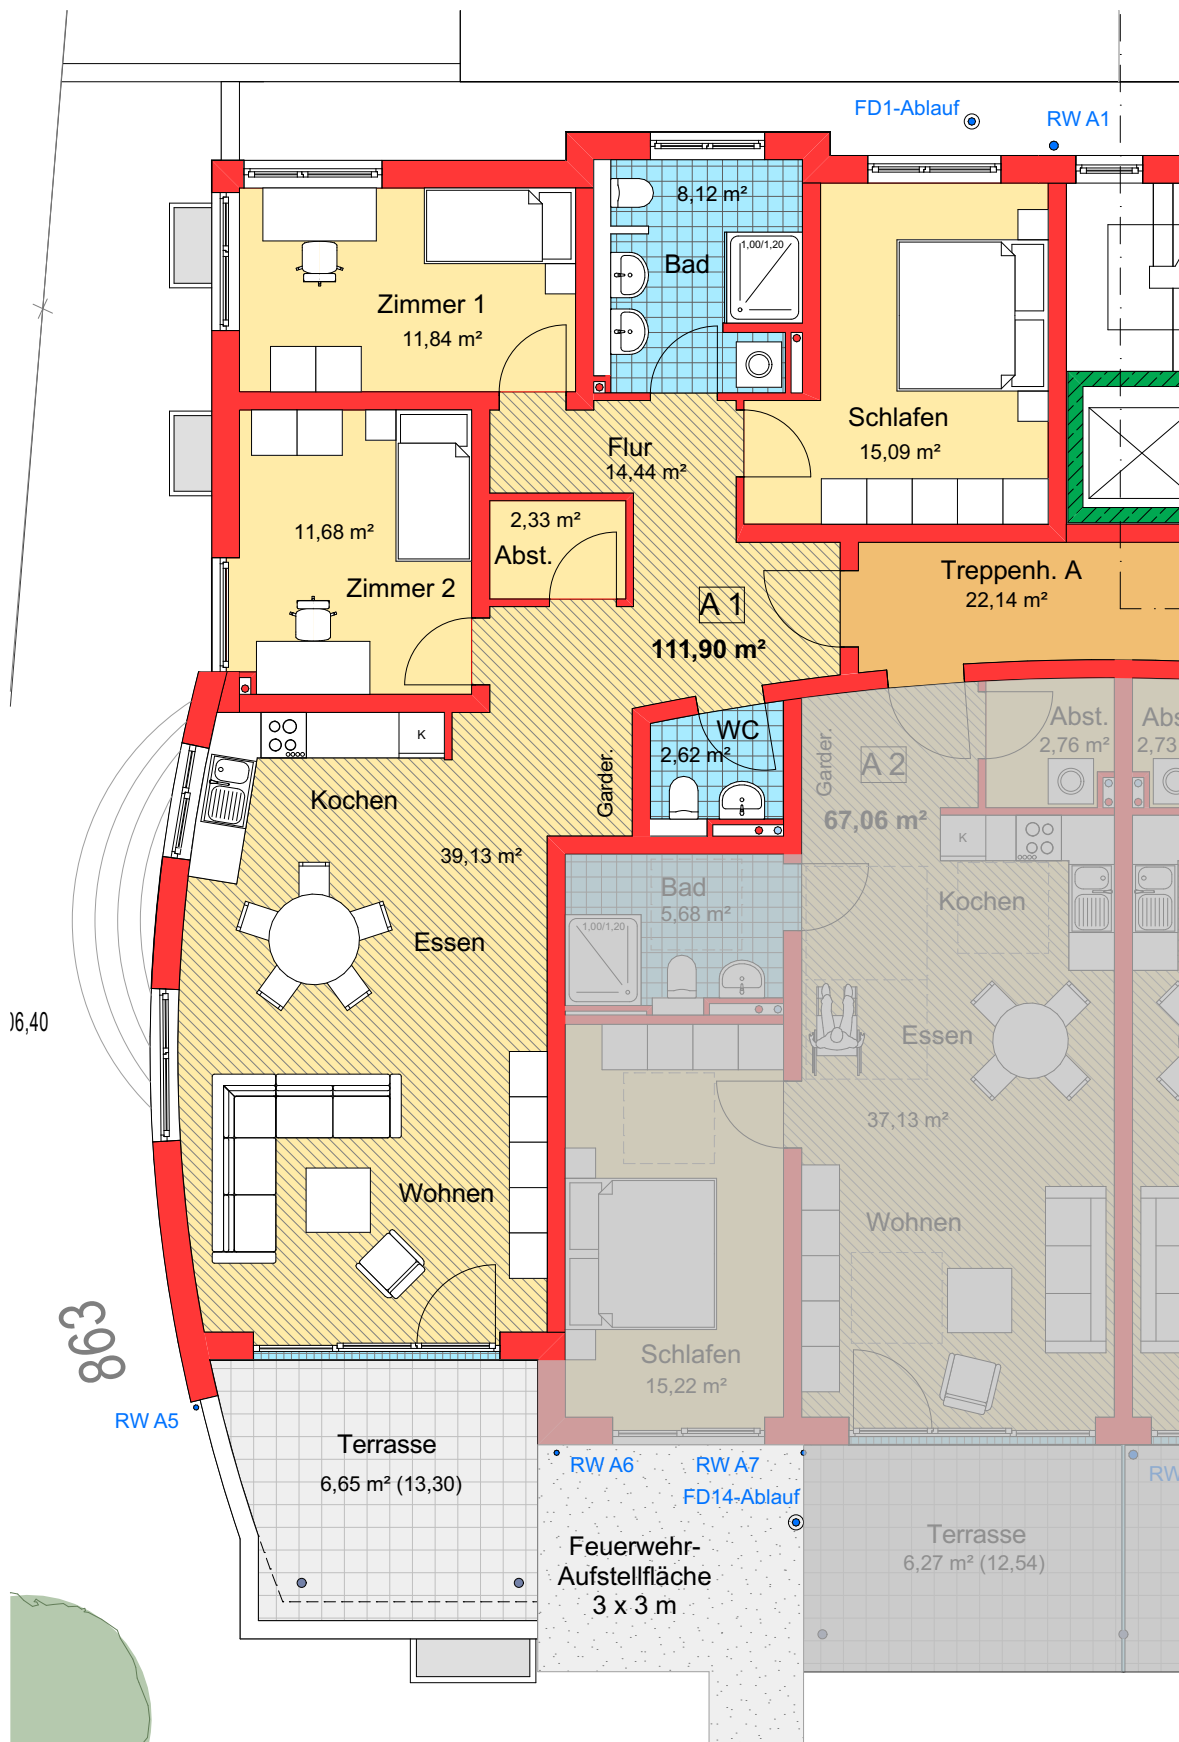 FD1-Ablauf
RW A1
8,12 m²
1,00/1,20
Bad
Zimmer 1
11,84 m²
Schlafen
15,09 m²
Flur
14,44 m²
2,33 m²
Abst.
11,68 m²
Zimmer 2
Treppenh. A
22,14 m²
A 1
111,90 m²
WC
2,62 m²
Garder.
K
Kochen
39,13 m²
Essen
Wohnen
Abst.
2,76 m²
Abs
2,73
Garder.
A 2
67,06 m²
K
Kochen
Bad
5,68 m²
1,00/1,20
Essen
37,13 m²
Wohnen
Schlafen
15,22 m²
06,40
863
RW A5
Terrasse
6,65 m² (13,30)
RW A6
RW A7
FD14-Ablauf
RW
Feuerwehr-
Aufstellfläche
3 x 3 m
Terrasse
6,27 m² (12,54)